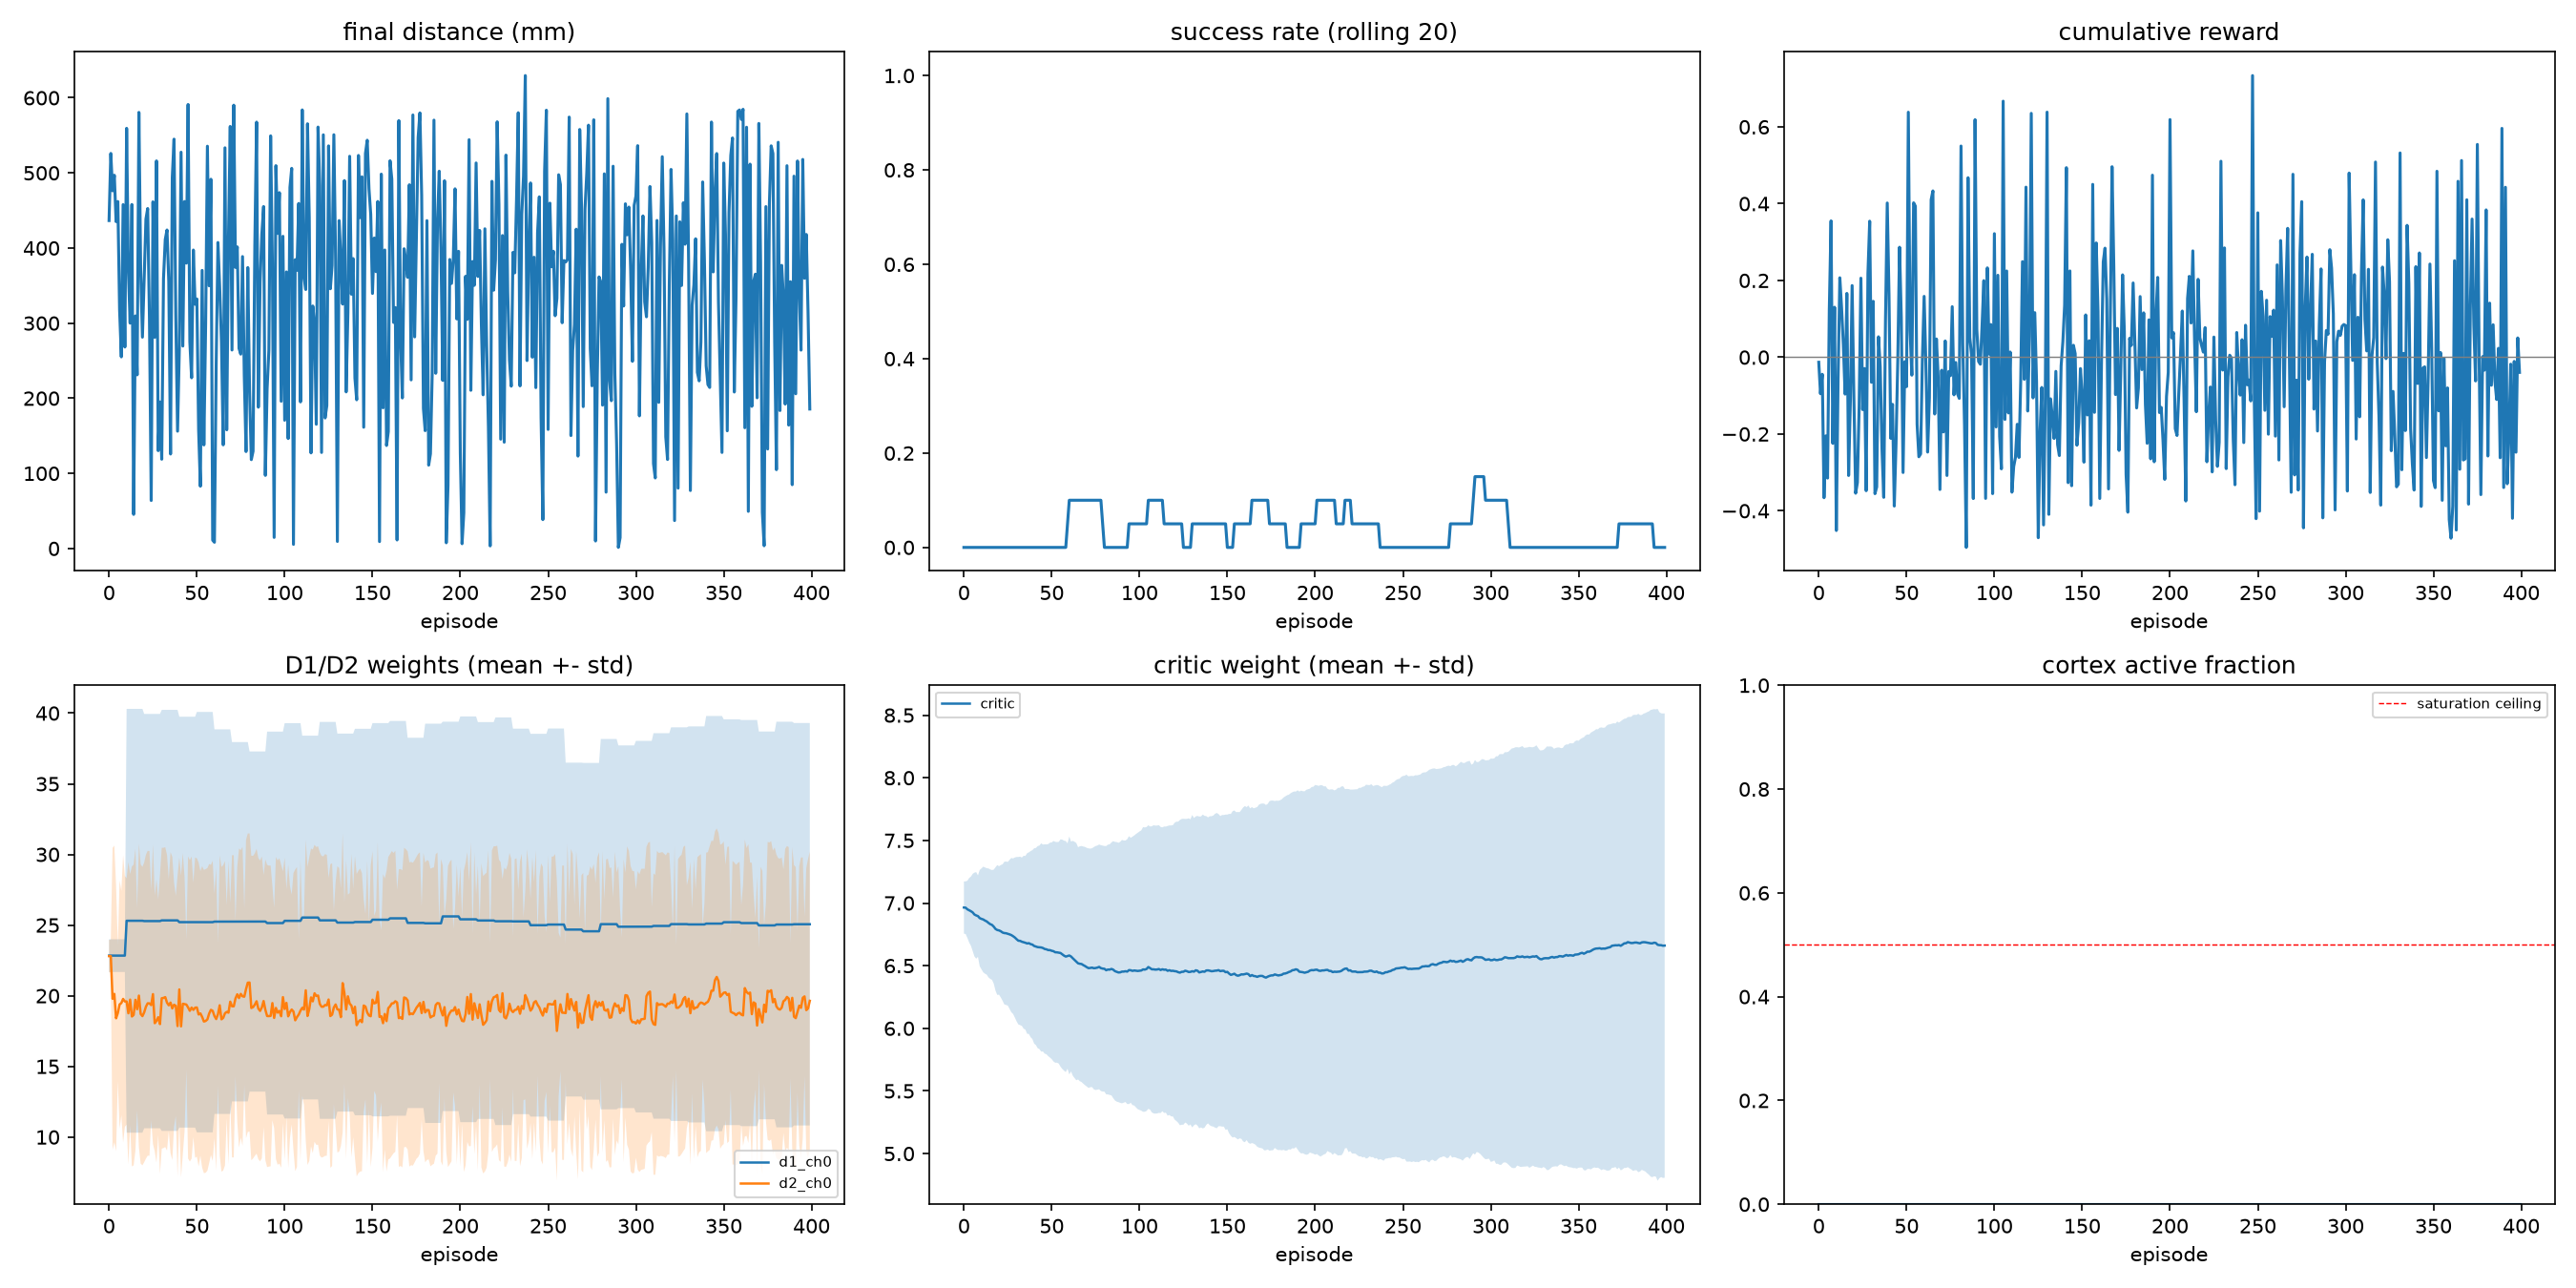 final distance (mm)
600
500
400
300
200
100
0
0 50 100 150 200 250 300 350 400
episode
success rate (rolling 20)
1.0
0.8
0.6
0.4
0.2
0.0
0 50 100 150 200 250 300 350 400
episode
cumulative reward
0.6
0.4
0.2
0.0
−0.2
−0.4
0 50 100 150 200 250 300 350 400
episode
D1/D2 weights (mean +- std)
40
35
30
25
20
15
10
d1_ch0
d2_ch0
0 50 100 150 200 250 300 350 400
episode
critic weight (mean +- std)
critic
8.5
8.0
7.5
7.0
6.5
6.0
5.5
5.0
0 50 100 150 200 250 300 350 400
episode
cortex active fraction
saturation ceiling
1.0
0.8
0.6
0.4
0.2
0.0
0 50 100 150 200 250 300 350 400
episode